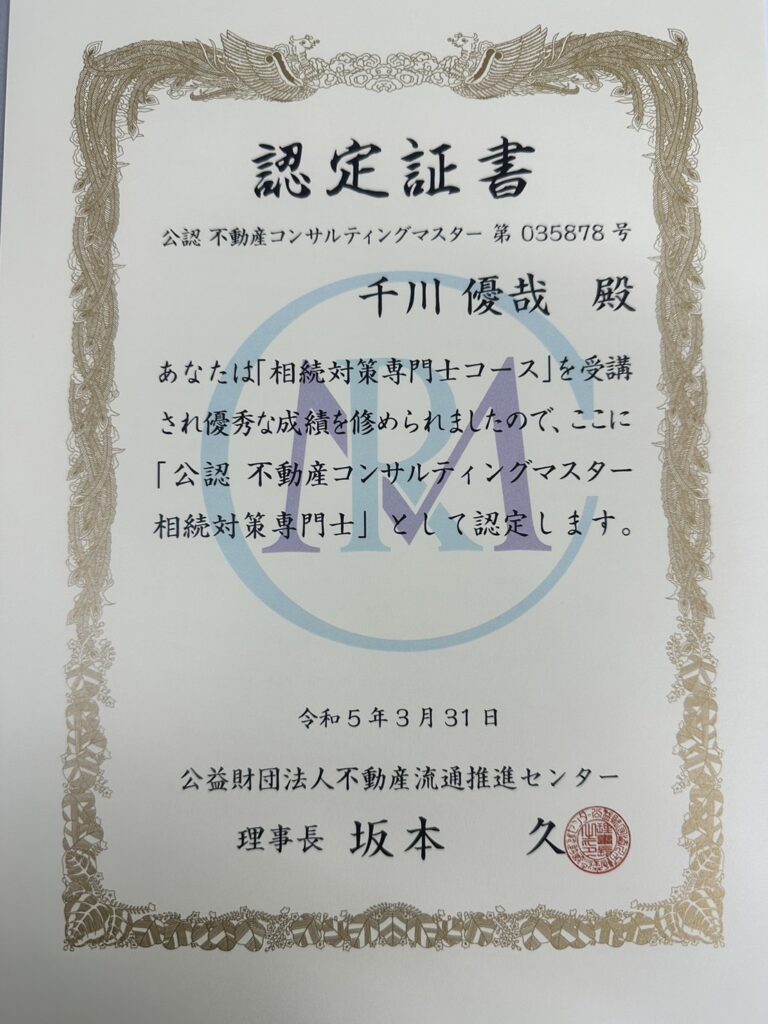 認定証書
公認 不動産コンサルティングマスター 第 035878 号
千川 優哉 殿
あなたは「相続対策専門士コース」を受講
され優秀な成績を修められましたので、ここに
「公認 不動産コンサルティングマスター
相続対策専門士」として認定します。
令和5年3月31日
公益財団法人不動産流通推進センター
理事長 坂本 久